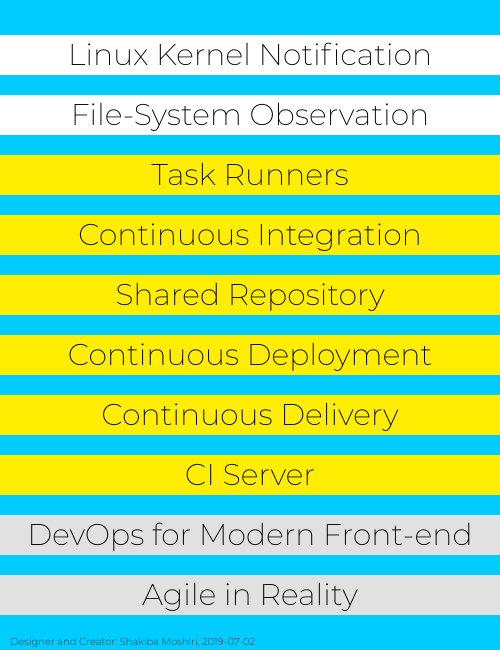 Linux Kernel Notification
File-System Observation
Task Runners
Continuous Integration
Shared Repository
Continuous Deployment
Continuous Delivery
CI Server
DevOps for Modern Front-end
Agile in Reality
Designer and Creator: Shakiba Moshiri, 2019-07-02